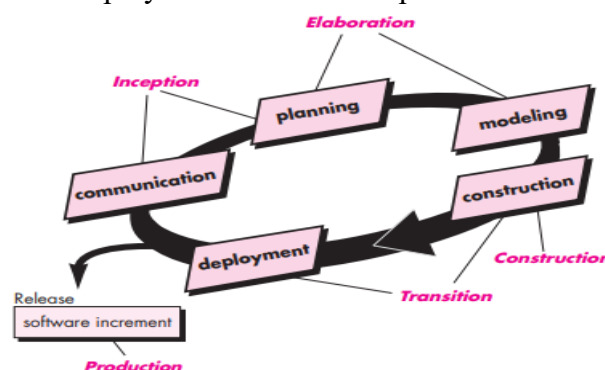 Elaboration
Inception
planning
modeling
communication
construction
deployment
Construction
Transition
Release
software increment
Production